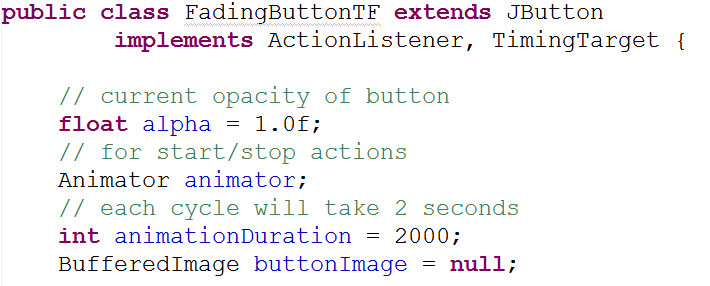 public class FadingButtonTF extends JButton
implements ActionListener, TimingTarget {
// current opacity of button
float alpha = 1.0f;
// for start/stop actions
Animator animator;
// each cycle will take 2 seconds
int animationDuration = 2000;
BufferedImage buttonImage = null;